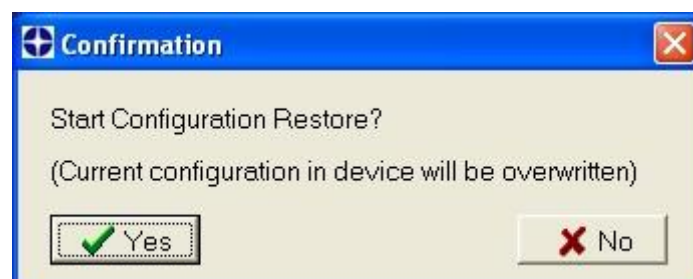 Confirmation
Start Configuration Restore?
(Current configuration in device will be overwritten)
Yes
No